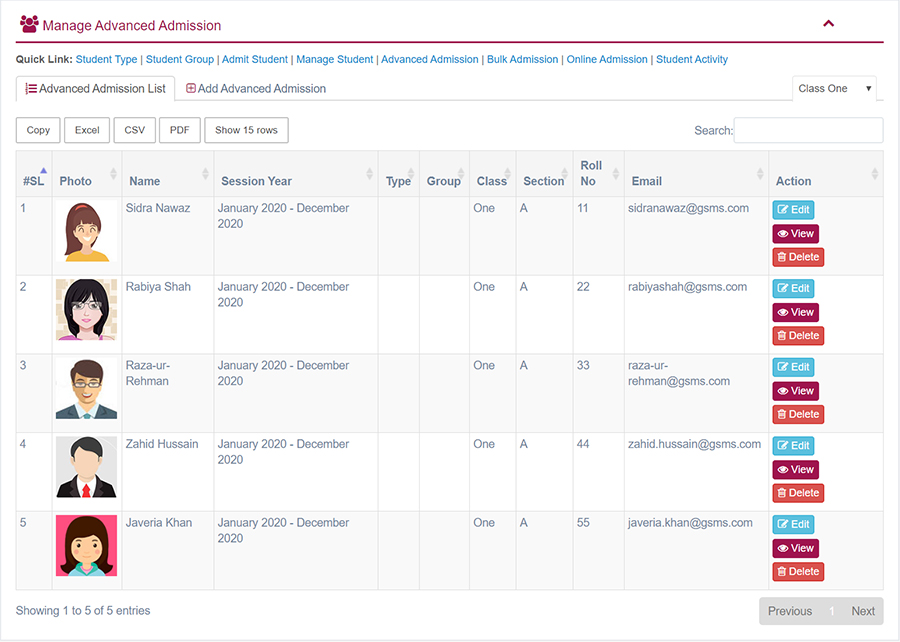 Manage Advanced Admission
Quick Link: Student Type | Student Group | Admit Student | Manage Student | Advanced Admission | Bulk Admission | Online Admission | Student Activity
Advanced Admission List Add Advanced Admission Class One
Copy Excel CSV PDF Show 15 rows Search:
#SL Photo Name Session Year Type Group Class Section Roll No Email Action
1 Sidra Nawaz January 2020 - December 2020 One A 11 sidranawaz@gsms.com Edit
View
Delete
2 Rabiya Shah January 2020 - December 2020 One A 22 rabiyashah@gsms.com Edit
View
Delete
3 Raza-ur-Rehman January 2020 - December 2020 One A 33 raza-ur-rehman@gsms.com Edit
View
Delete
4 Zahid Hussain January 2020 - December 2020 One A 44 zahid.hussain@gsms.com Edit
View
Delete
5 Javeria Khan January 2020 - December 2020 One A 55 javeria.khan@gsms.com Edit
View
Delete
Showing 1 to 5 of 5 entries Previous 1 Next